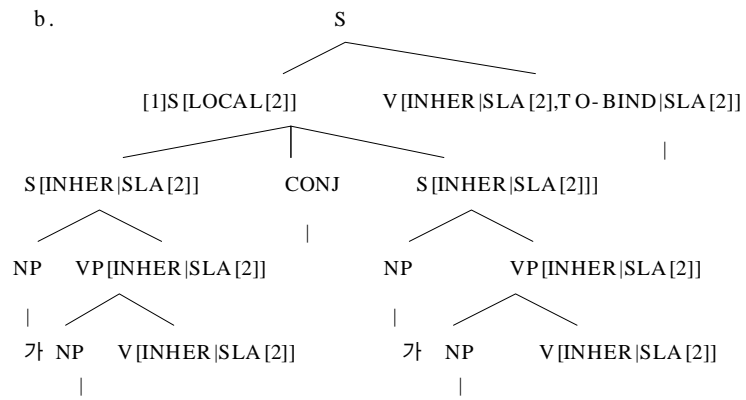 b. S
[1]S[LOCAL[2]] V[INHER|SLA[2],TO-BIND|SLA[2]]
|
S[INHER|SLA[2]] CONJ S[INHER|SLA[2]]]
|
NP VP[INHER|SLA[2]] NP VP[INHER|SLA[2]]
| |
가 NP V[INHER|SLA[2]] 가 NP V[INHER|SLA[2]]
| |